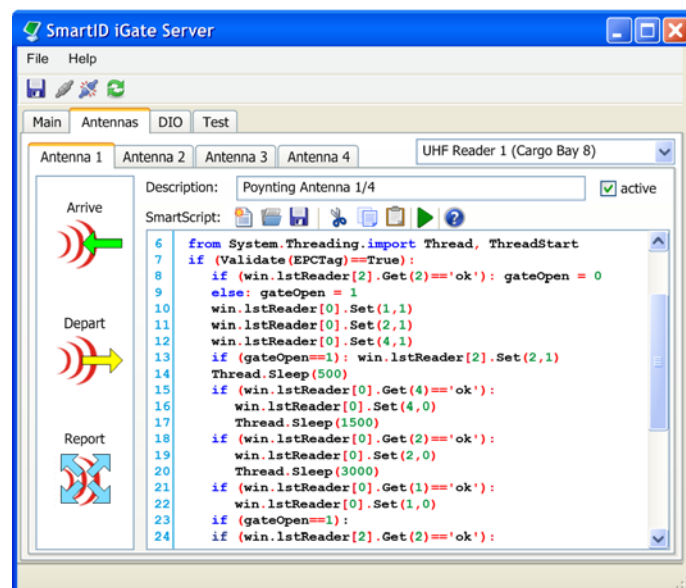 SmartID iGate Server
File Help
Main Antennas DIO Test
Antenna 1 Antenna 2 Antenna 3 Antenna 4 UHF Reader 1 (Cargo Bay 8)
Description: Poynting Antenna 1/4 active
SmartScript:
Arrive
Depart
Report
6 from System.Threading.import Thread, ThreadStart
7 if (Validate(EPCTag)==True):
8 if (win.lstReader[2].Get(2)=='ok'): gateOpen = 0
9 else: gateOpen = 1
10 win.lstReader[0].Set(1,1)
11 win.lstReader[0].Set(2,1)
12 win.lstReader[0].Set(4,1)
13 if (gateOpen==1): win.lstReader[2].Set(2,1)
14 Thread.Sleep(500)
15 if (win.lstReader[0].Get(4)=='ok'):
16 win.lstReader[0].Set(4,0)
17 Thread.Sleep(1500)
18 if (win.lstReader[0].Get(2)=='ok'):
19 win.lstReader[0].Set(2,0)
20 Thread.Sleep(3000)
21 if (win.lstReader[0].Get(1)=='ok'):
22 win.lstReader[0].Set(1,0)
23 if (gateOpen==1):
24 if (win.lstReader[2].Get(2)=='ok'):